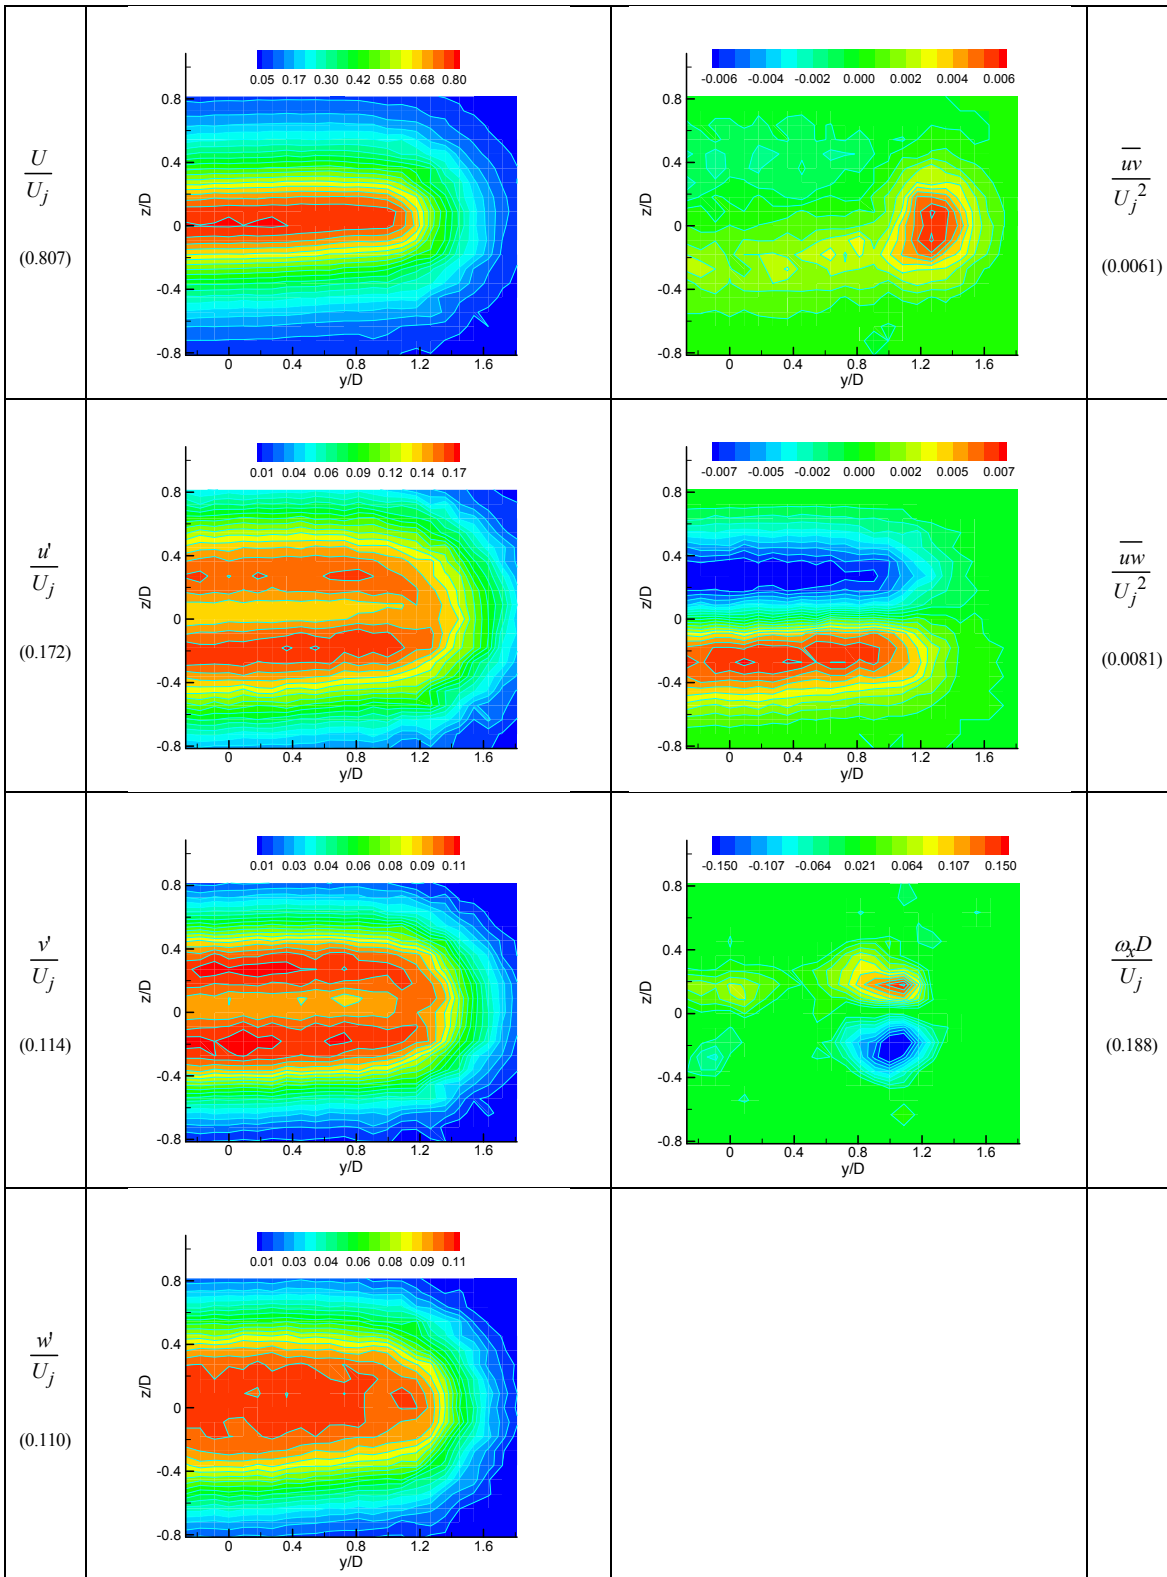 U
U_j
(0.807)
0.05 0.17 0.30 0.42 0.55 0.68 0.80
0.8
0.4
0
-0.4
-0.8
z/D
0 0.4 0.8 1.2 1.6
y/D
-0.006 -0.004 -0.002 0.000 0.002 0.004 0.006
0.8
0.4
0
-0.4
-0.8
z/D
0 0.4 0.8 1.2 1.6
y/D
uv
U_j^2
(0.0061)
u'
U_j
(0.172)
0.01 0.04 0.06 0.09 0.12 0.14 0.17
0.8
0.4
0
-0.4
-0.8
z/D
0 0.4 0.8 1.2 1.6
y/D
-0.007 -0.005 -0.002 0.000 0.002 0.005 0.007
0.8
0.4
0
-0.4
-0.8
z/D
0 0.4 0.8 1.2 1.6
y/D
uw
U_j^2
(0.0081)
v'
U_j
(0.114)
0.01 0.03 0.04 0.06 0.08 0.09 0.11
0.8
0.4
0
-0.4
-0.8
z/D
0 0.4 0.8 1.2 1.6
y/D
-0.150 -0.107 -0.064 0.021 0.064 0.107 0.150
0.8
0.4
0
-0.4
-0.8
z/D
0 0.4 0.8 1.2 1.6
y/D
ω_xD
U_j
(0.188)
w'
U_j
(0.110)
0.01 0.03 0.04 0.06 0.08 0.09 0.11
0.8
0.4
0
-0.4
-0.8
z/D
0 0.4 0.8 1.2 1.6
y/D